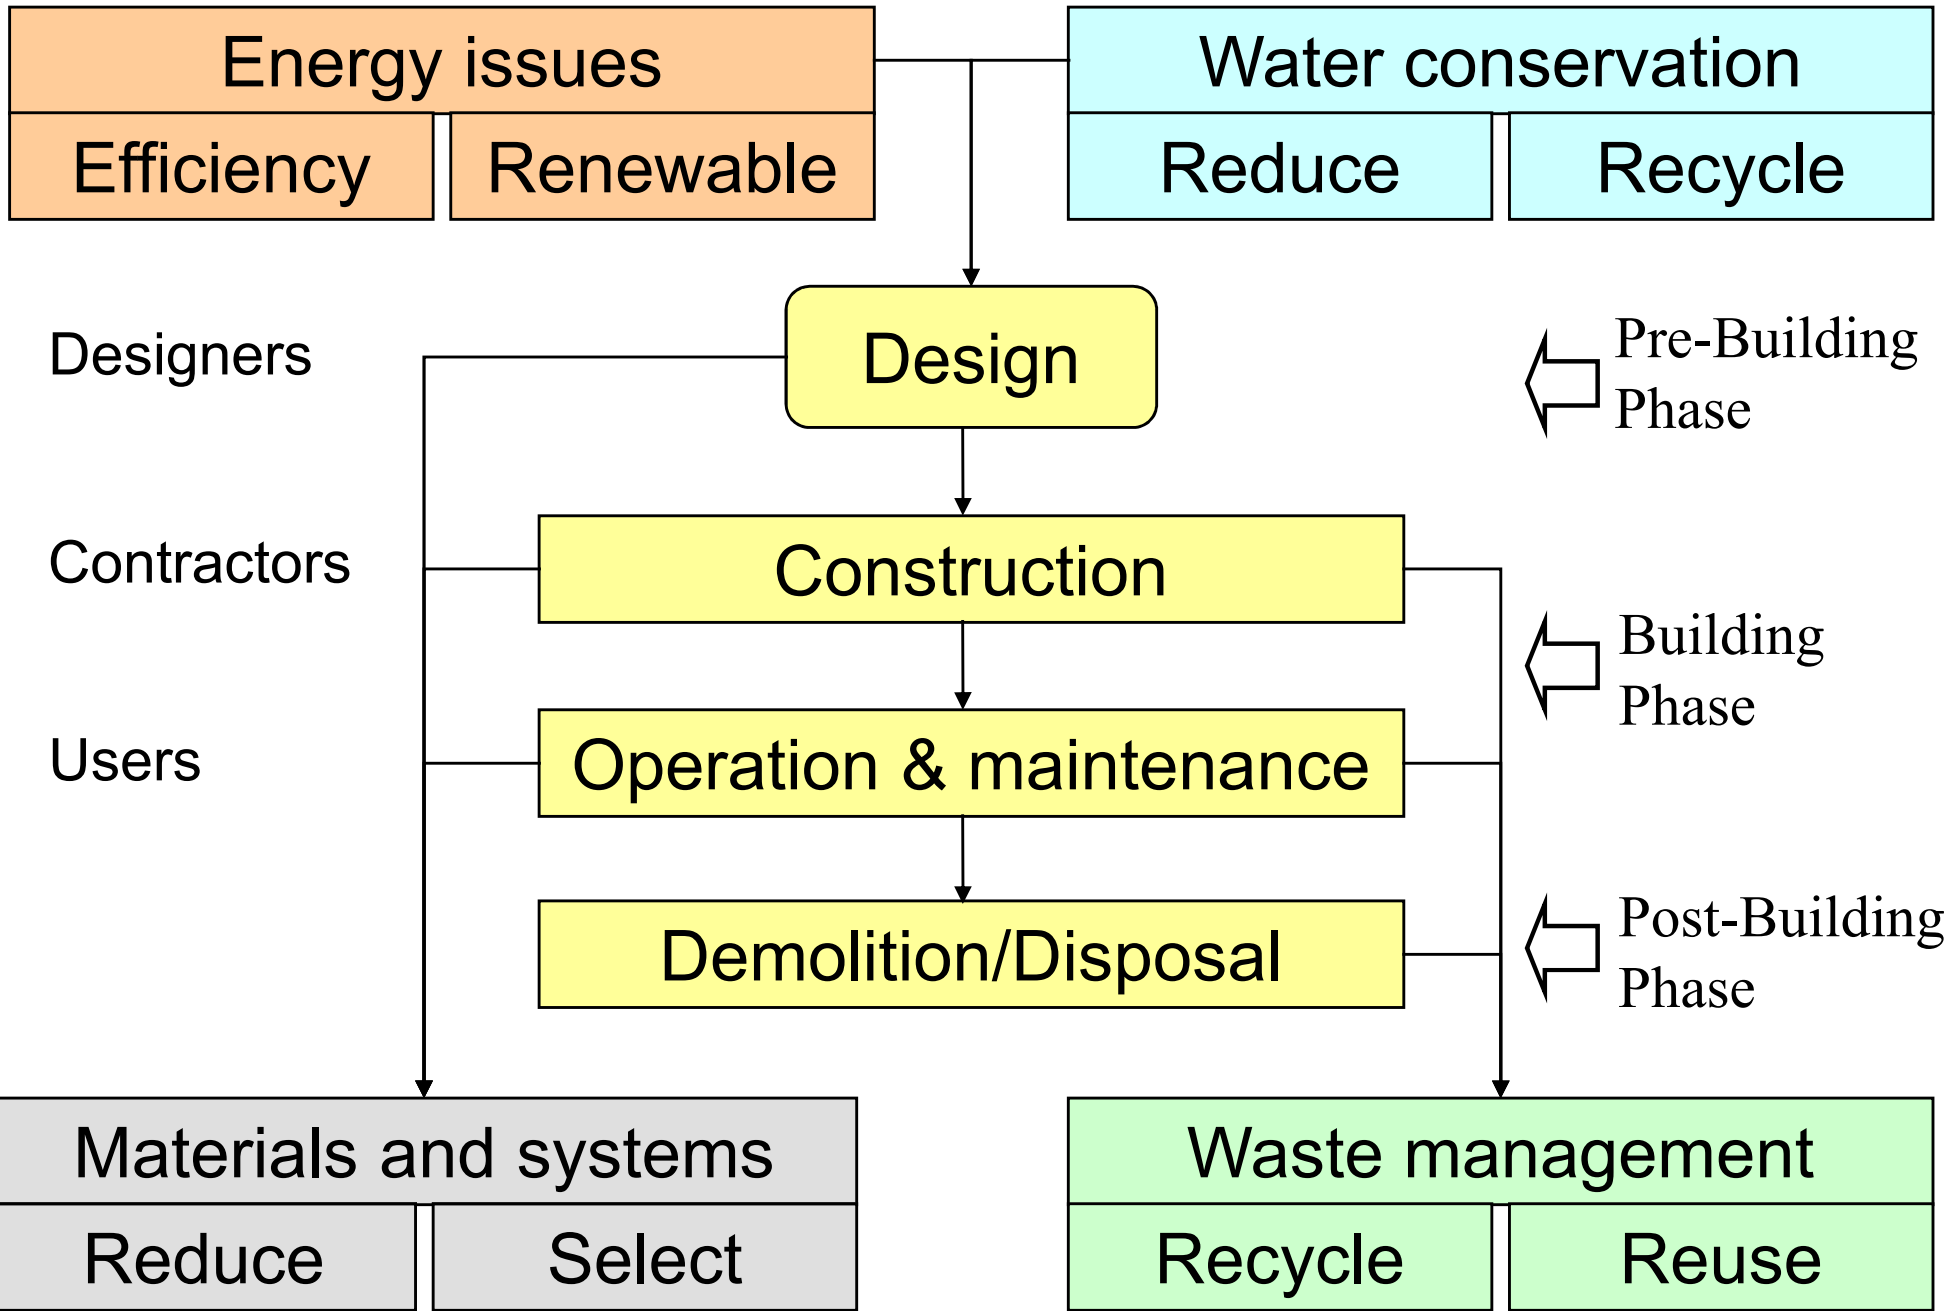 Energy issues
Water conservation
Efficiency
Renewable
Reduce
Recycle
Designers
Design
Pre-Building
Phase
Contractors
Construction
Building
Phase
Users
Operation & maintenance
Demolition/Disposal
Post-Building
Phase
Materials and systems
Waste management
Reduce
Select
Recycle
Reuse